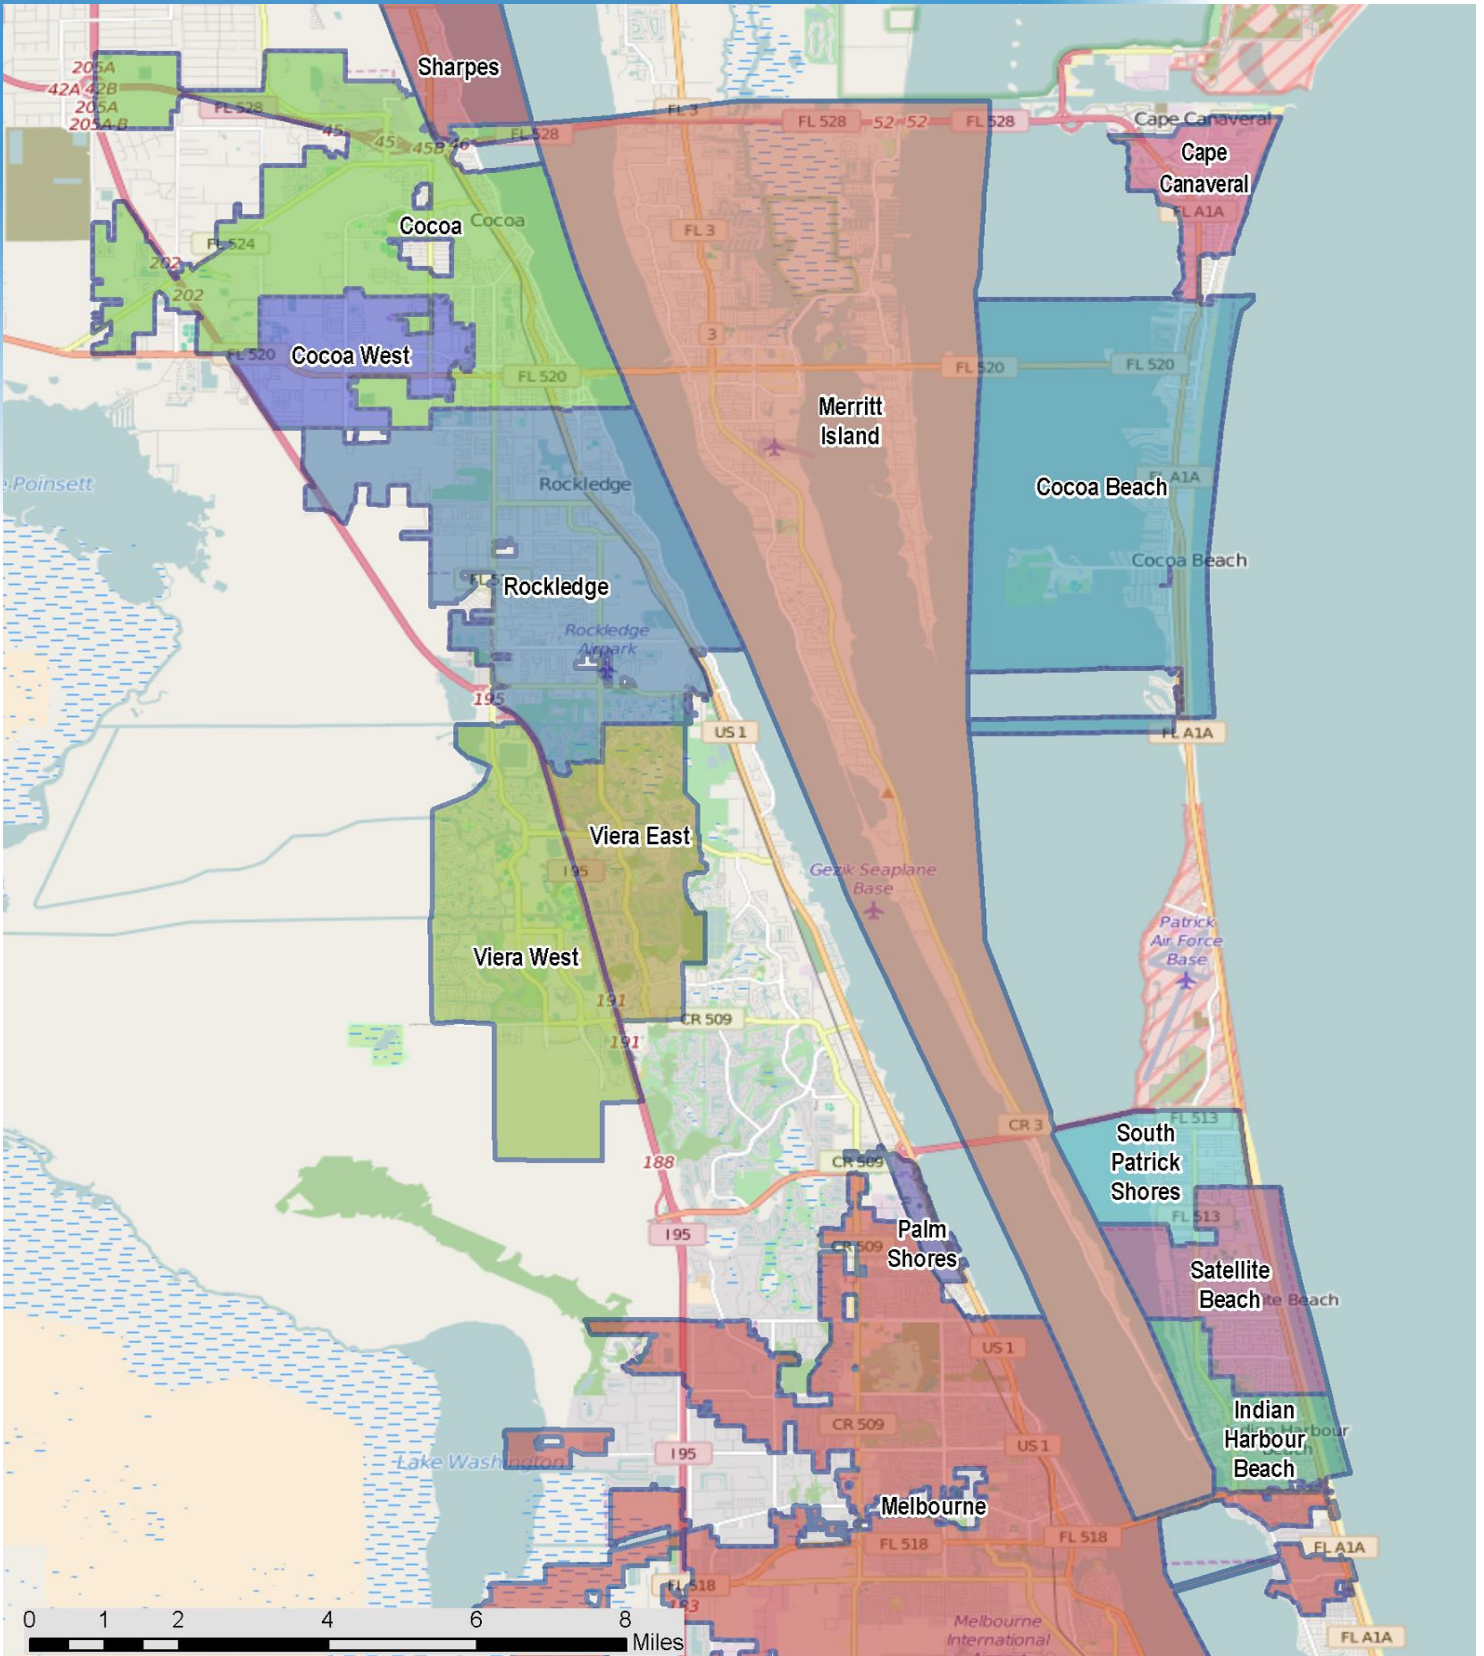 Sharpes
205A
42A 42B
205A
205A-B
FL 528
45
45
45B
46
FL 528
FL 3
FL 528
52 52
FL 528
Cape Canaveral
Cape
Canaveral
FL A1A
Cocoa
Cocoa
FL 524
FL 3
202
202
3
FL 520
Cocoa West
FL 520
FL 520
FL 520
Merritt
Island
Cocoa Beach
A1A
Poinsett
Rockledge
Cocoa Beach
Rockledge
Rockledge
Airpark
195
US 1
FL A1A
Viera East
I 95
Gezik Seaplane
Base
Patrick
Air Force
Base
Viera West
191
CR 509
191
CR 3
FL 513
South
Patrick
Shores
188
CR 509
FL 513
I 95
CR 509
Palm
Shores
Satellite
Beach
Beach
US 1
CR 509
Indian
Harbour
Beach
US 1
I 95
Lake Washington
Melbourne
FL 518
FL 518
FL A1A
FL 518
183
0 1 2 4 6 8
Miles
Melbourne
International
FL A1A